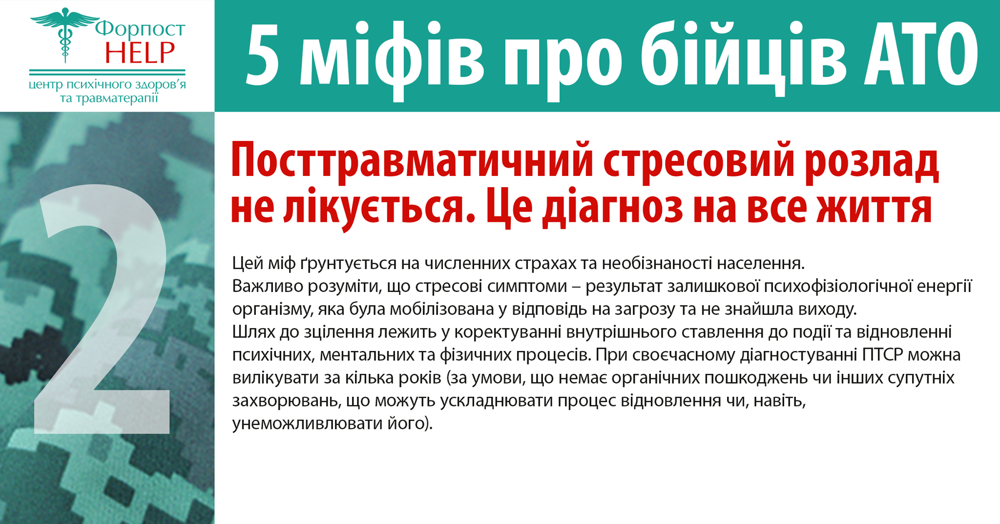 Форпост
HELP
центр психічного здоров'я
та травматерапії
5 міфів про бійців АТО
2
Посттравматичний стресовий розлад
не лікується. Це діагноз на все життя
Цей міф ґрунтується на численних страхах та необізнаності населення.
Важливо розуміти, що стресові симптоми – результат залишкової психофізіологічної енергії
організму, яка була мобілізована у відповідь на загрозу та не знайшла виходу.
Шлях до зцілення лежить у коректуванні внутрішнього ставлення до події та відновленні
психічних, ментальних та фізичних процесів. При своєчасному діагностуванні ПТСР можна
вилікувати за кілька років (за умови, що немає органічних пошкоджень чи інших супутніх
захворювань, що можуть ускладнювати процес відновлення чи, навіть,
унеможливлювати його).